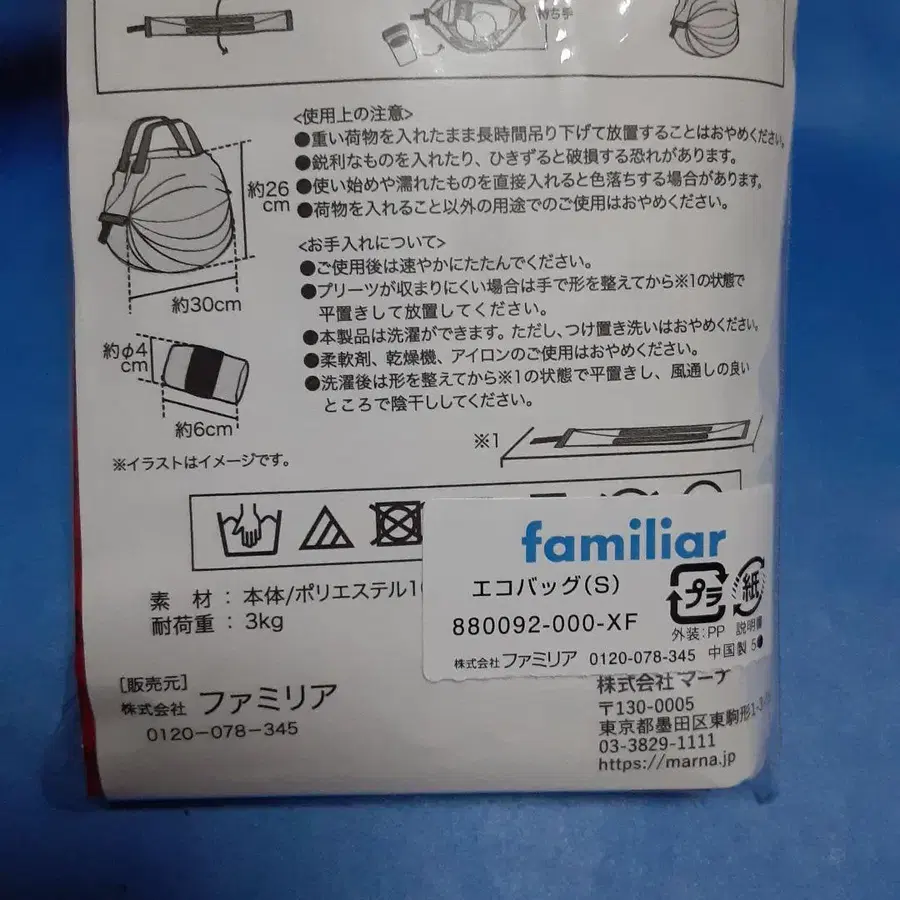 持ち手
<使用上の注意>
●重い荷物を入れたまま長時間吊り下げて放置することはおやめください。
●鋭利なものを入れたり、ひきずると破損する恐れがあります。
●使い始めや濡れたものを直接入れると色落ちする場合があります。
●荷物を入れること以外の用途でのご使用はおやめください。
約26
cm
約30cm
<お手入れについて>
●ご使用後は速やかにたたんでください。
●プリーツが収まりにくい場合は手で形を整えてから※1の状態で
平置きして放置してください。
●本製品は洗濯ができます。ただし、つけ置き洗いはおやめください。
●柔軟剤、乾燥機、アイロンのご使用はおやめください。
●洗濯後は形を整えてから※1の状態で平置きし、風通しの良い
ところで陰干ししてください。
約φ4
cm
約6cm
※1
※イラストはイメージです。
familiar
エコバッグ(S)
880092-000-XF
プラ
紙
外装:PP
株式会社 ファミリア 0120-078-345 中国製
素 材 : 本体/ポリエステル
耐荷重 : 3kg
[販売元]
株式会社 ファミリア
0120-078-345
株式会社 マーナ
〒130-0005
東京都墨田区東駒形
03-3829-1111
https://marna.jp